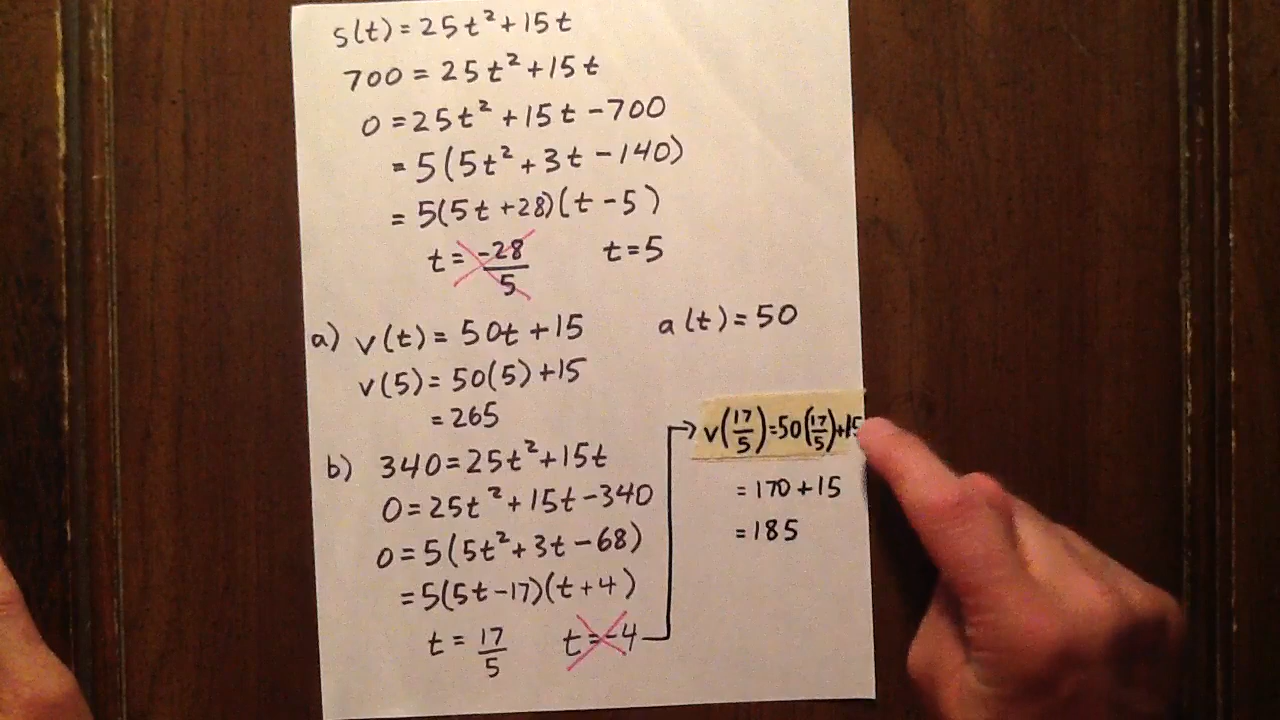 s(t) = 25t² + 15t
700 = 25t² + 15t
0 = 25t² + 15t - 700
= 5(5t² + 3t - 140)
= 5(5t + 28)(t - 5)
t = -28/5 t = 5
a) v(t) = 50t + 15 a(t) = 50
v(5) = 50(5) + 15
= 265
b) 340 = 25t² + 15t
0 = 25t² + 15t - 340
0 = 5(5t² + 3t - 68)
= 5(5t - 17)(t + 4)
t = 17/5 t = -4
v(17/5) = 50(17/5) + 15
= 170 + 15
= 185